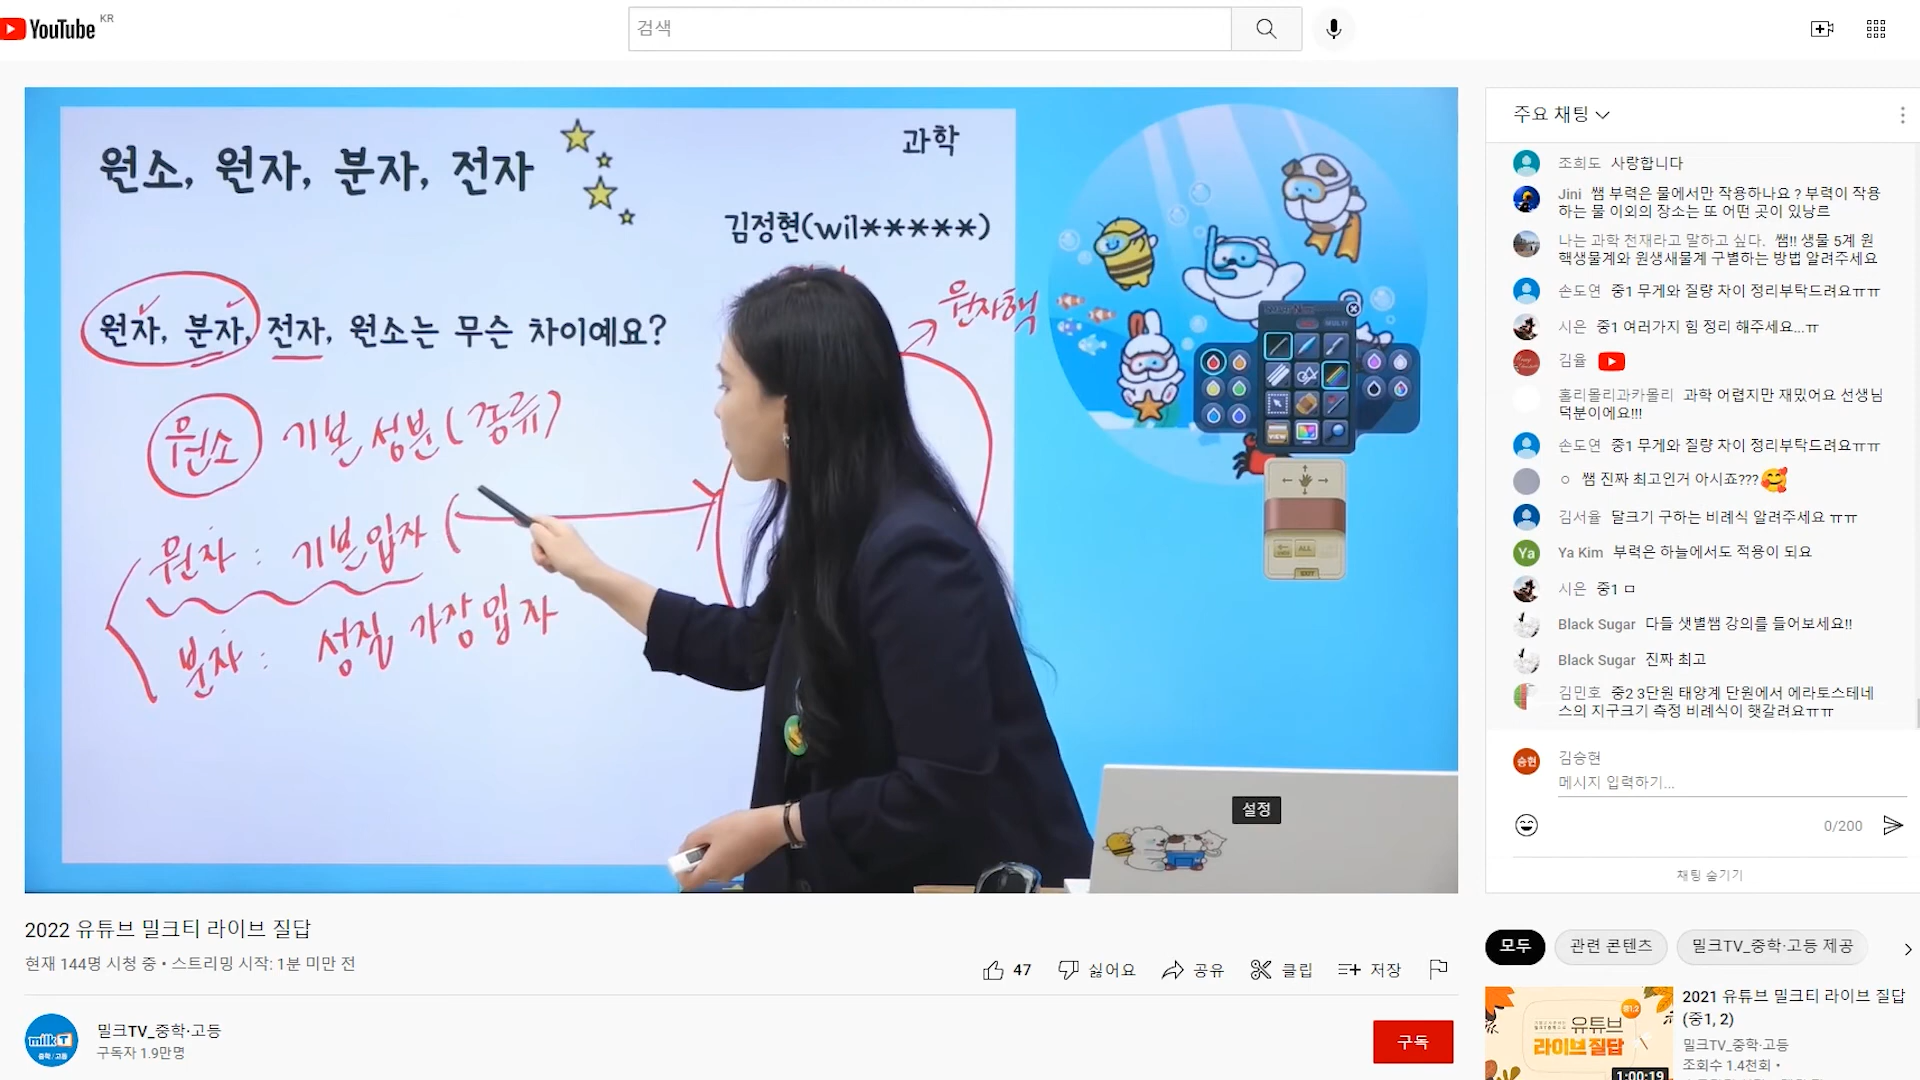 YouTube KR
검색
원소, 원자, 분자, 전자
과학
김정현(wil*****)
원자, 분자, 전자, 원소는 무슨 차이예요?
원자핵
원소 기본 성분 (종류)
원자 : 기본입자 (
분자 : 성질 가장 입자
MULTI
VIEW
ALL
EXIT
설정
주요 채팅
조희도 사랑합니다
Jini 쌤 부력은 물에서만 작용하나요 ? 부력이 작용
하는 물 이외의 장소는 또 어떤 곳이 있낭르
나는 과학 천재라고 말하고 싶다. 쌤!! 생물 5계 원
핵생물계와 원생새물계 구별하는 방법 알려주세요
손도연 중1 무게와 질량 차이 정리부탁드려요ㅠㅠ
시은 중1 여러가지 힘 정리 해주세요...ㅠ
김율
홀리몰리과카몰리 과학 어렵지만 재밌어요 선생님
덕분이에요!!!
손도연 중1 무게와 질량 차이 정리부탁드려요ㅠㅠ
ㅇ 쌤 진짜 최고인거 아시죠???🥰
김서율 달크기 구하는 비례식 알려주세요 ㅠㅠ
Ya
Ya Kim 부력은 하늘에서도 적용이 되요
시은 중1 ㅁ
Black Sugar 다들 샛별쌤 강의를 들어보세요!!
Black Sugar 진짜 최고
김민호 중2 3단원 태양계 단원에서 에라토스테네
스의 지구크기 측정 비례식이 햇갈려요ㅠㅠ
승현
김승현
메시지 입력하기...
0/200
채팅 숨기기
2022 유튜브 밀크티 라이브 질답
현재 144명 시청 중 • 스트리밍 시작: 1분 미만 전
47 싫어요 공유 클립 저장
milkT
중학/고등
밀크TV_중학·고등
구독자 1.9만명
구독
모두 관련 콘텐츠 밀크TV_중학·고등 제공
유튜브
라이브 질답
1:00:19
2021 유튜브 밀크티 라이브 질답
(중1, 2)
밀크TV_중학·고등
조회수 1.4천회 •